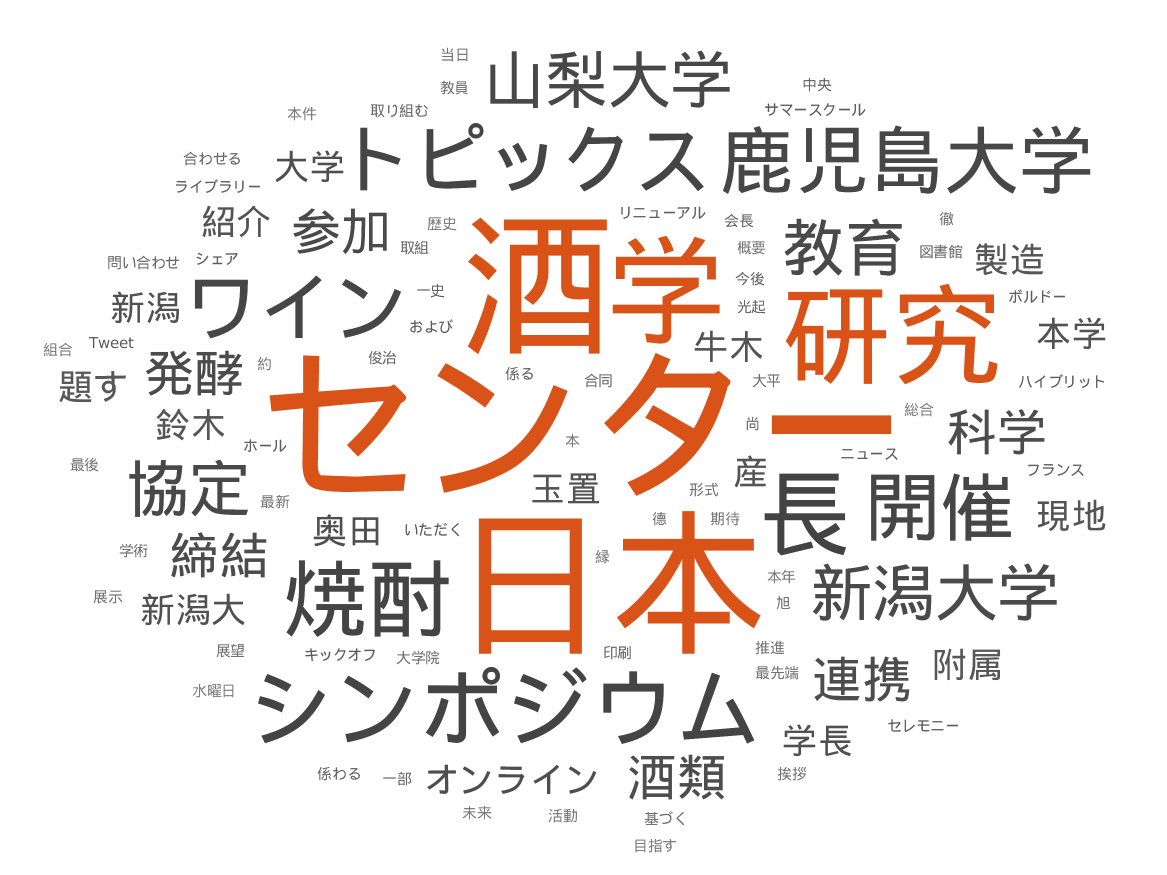 当日
山梨大学
教員
中央
本件
取り組む
サマースクール
トピックス
鹿児島大学
合わせる
大学
ライブラリー
紹介
参加
歴史
酒
リニューアル
会長
教育
徹
学
取組
概要
図書館
製造
問い合わせ
シェア
今後
研究
新潟
ワイン
一史
光起
ボルドー
および
牛木
本学
組合
Tweet
発酵
約
俊治
センター
係る
合同
大平
ハイブリット
題す
鈴木
尚
総合
科学
ホール
本
ニュース
最後
協定
最新
玉置
形式
産
フランス
長
開催
現地
奥田
いただく
日本
德
期待
学術
締結
縁
展示
新潟大
焼酎
本年
旭
新潟大学
展望
キックオフ
大学院
印刷
推進
最先端
連携
附属
水曜日
シンポジウム
セレモニー
学長
係わる
一部
オンライン
酒類
挨拶
未来
活動
基づく
目指す